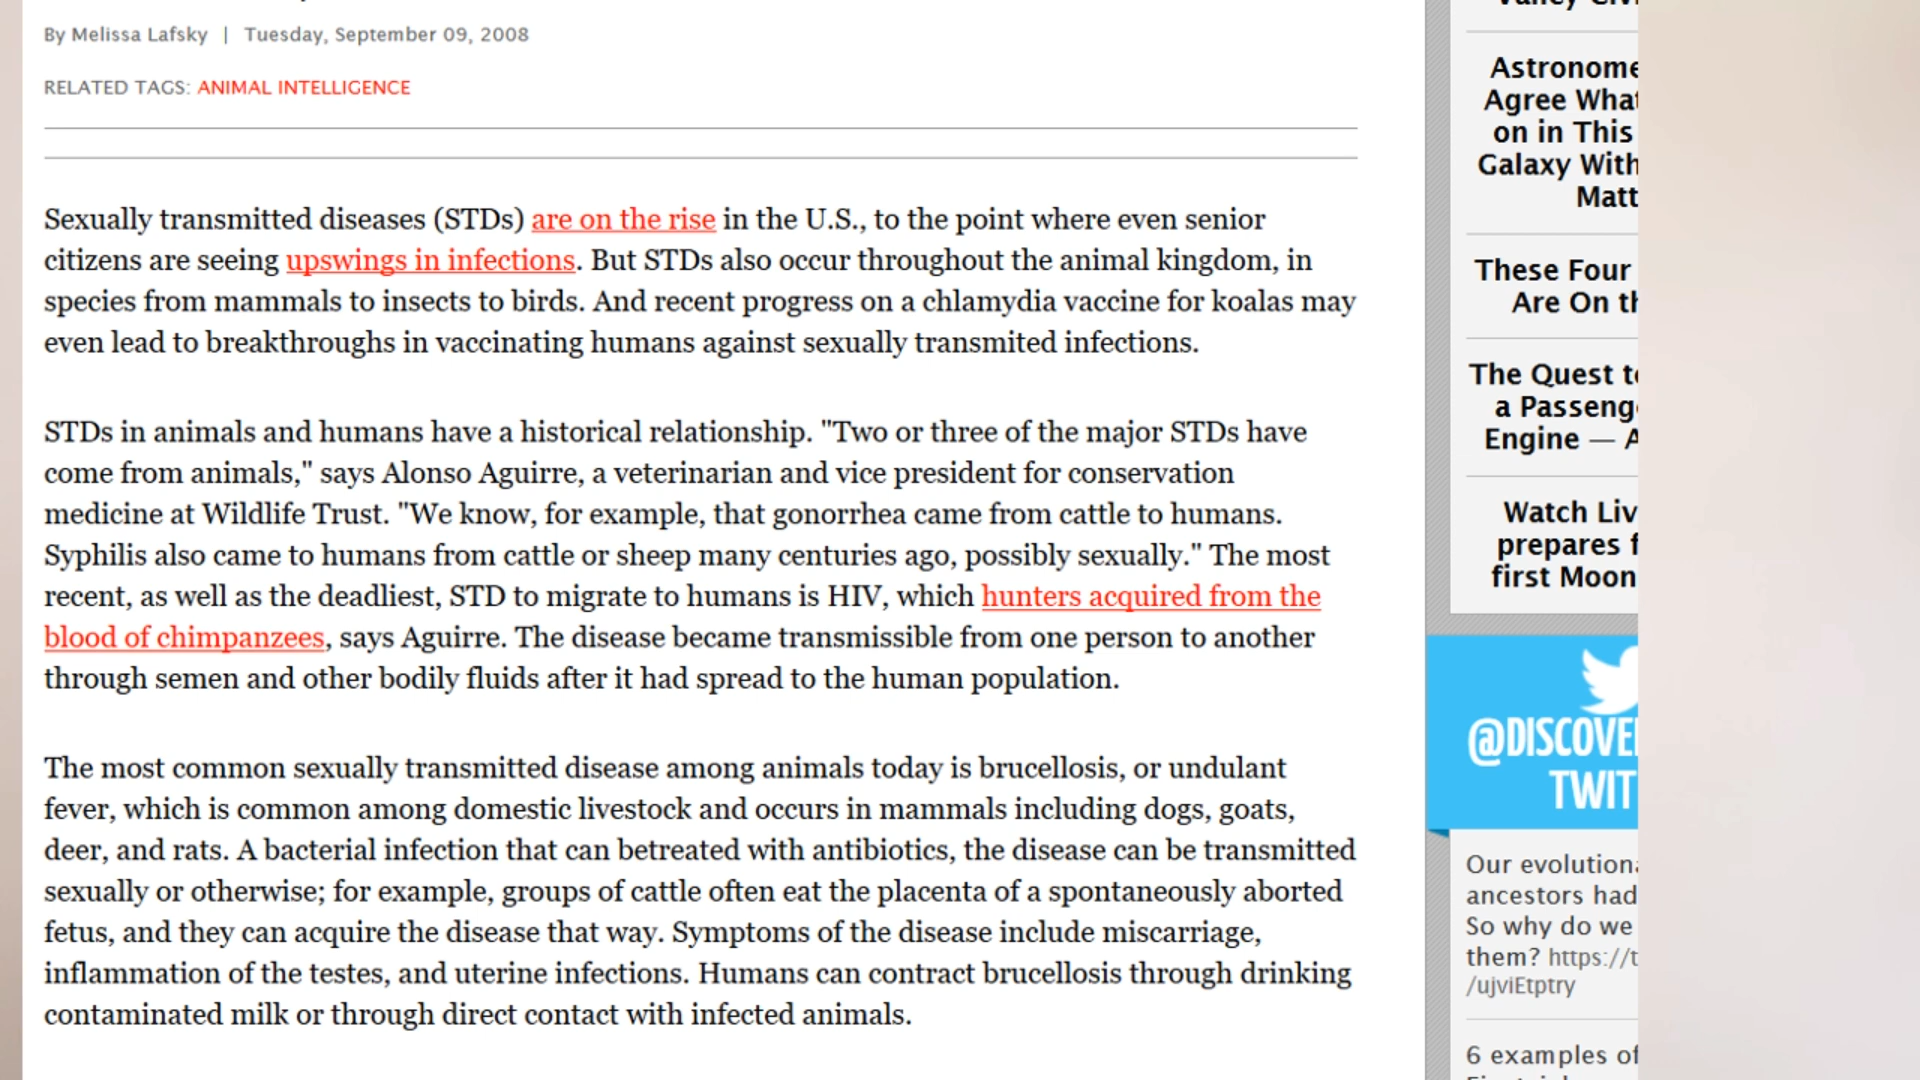 By Melissa Lafsky | Tuesday, September 09, 2008
RELATED TAGS: ANIMAL INTELLIGENCE
Sexually transmitted diseases (STDs) are on the rise in the U.S., to the point where even senior
citizens are seeing upswings in infections. But STDs also occur throughout the animal kingdom, in
species from mammals to insects to birds. And recent progress on a chlamydia vaccine for koalas may
even lead to breakthroughs in vaccinating humans against sexually transmited infections.
STDs in animals and humans have a historical relationship. "Two or three of the major STDs have
come from animals," says Alonso Aguirre, a veterinarian and vice president for conservation
medicine at Wildlife Trust. "We know, for example, that gonorrhea came from cattle to humans.
Syphilis also came to humans from cattle or sheep many centuries ago, possibly sexually." The most
recent, as well as the deadliest, STD to migrate to humans is HIV, which hunters acquired from the
blood of chimpanzees, says Aguirre. The disease became transmissible from one person to another
through semen and other bodily fluids after it had spread to the human population.
The most common sexually transmitted disease among animals today is brucellosis, or undulant
fever, which is common among domestic livestock and occurs in mammals including dogs, goats,
deer, and rats. A bacterial infection that can betreated with antibiotics, the disease can be transmitted
sexually or otherwise; for example, groups of cattle often eat the placenta of a spontaneously aborted
fetus, and they can acquire the disease that way. Symptoms of the disease include miscarriage,
inflammation of the testes, and uterine infections. Humans can contract brucellosis through drinking
contaminated milk or through direct contact with infected animals.
Valley
Astronome
Agree What
on in This
Galaxy With
Matt
These Four
Are On th
The Quest to
a Passeng
Engine — A
Watch Liv
prepares f
first Moon
@DISCOVE
TWIT
Our evolution
ancestors had
So why do we
them? https://t
/ujviEtptry
6 examples of